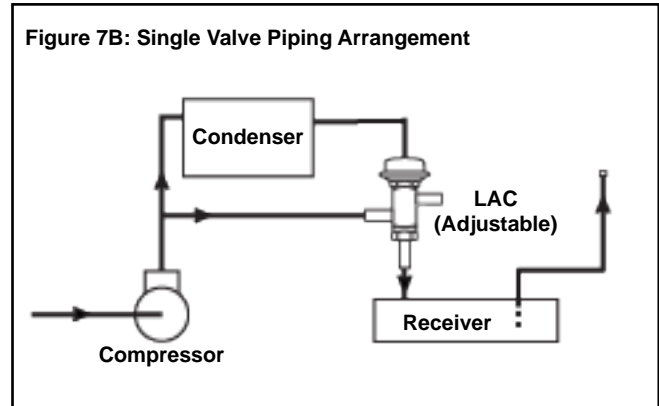 Figure 7B: Single Valve Piping Arrangement
Condenser
LAC
(Adjustable)
Receiver
Compressor